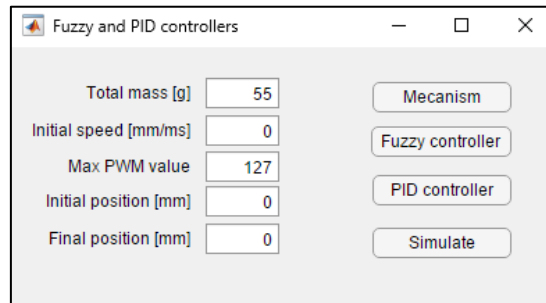 Fuzzy and PID controllers
Total mass [g] 55
Mecanism
Initial speed [mm/ms] 0
Fuzzy controller
Max PWM value 127
Initial position [mm] 0
PID controller
Final position [mm] 0
Simulate